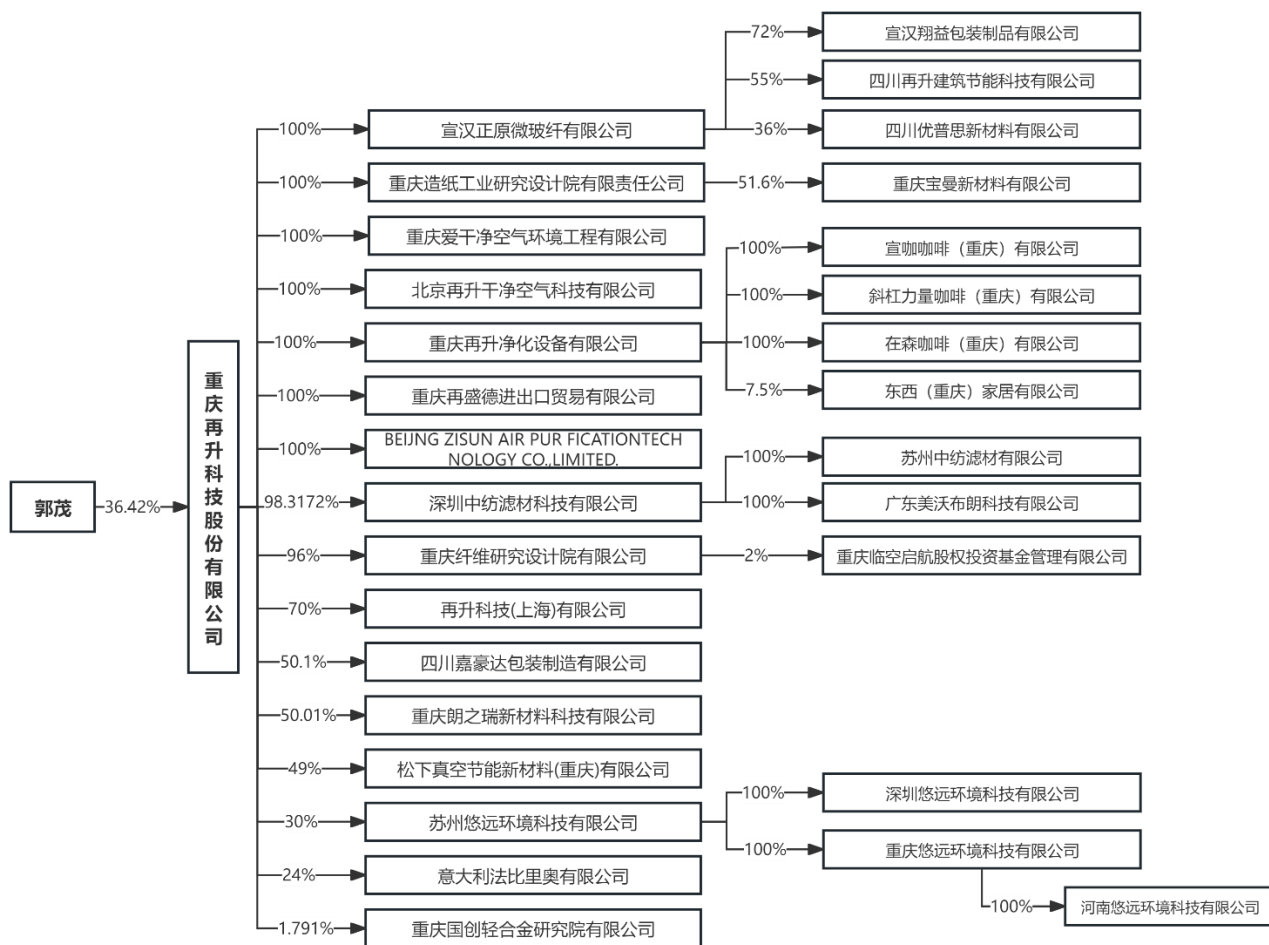 郭茂
36.42%
重庆再升科技股份有限公司
100%
宣汉正原微玻纤有限公司
72%
宣汉翔益包装制品有限公司
55%
四川再升建筑节能科技有限公司
36%
四川优普思新材料有限公司
100%
重庆造纸工业研究设计院有限责任公司
51.6%
重庆宝曼新材料有限公司
100%
重庆爱干净空气环境工程有限公司
100%
北京再升干净空气科技有限公司
100%
重庆再升净化设备有限公司
100%
宣咖咖啡（重庆）有限公司
100%
斜杠力量咖啡（重庆）有限公司
100%
在森咖啡（重庆）有限公司
7.5%
东西（重庆）家居有限公司
100%
重庆再盛德进出口贸易有限公司
100%
BEIJNG ZISUN AIR PUR FICATIONTECH
NOLOGY CO.,LIMITED.
98.3172%
深圳中纺滤材科技有限公司
100%
苏州中纺滤材有限公司
100%
广东美沃布朗科技有限公司
96%
重庆纤维研究设计院有限公司
2%
重庆临空启航股权投资基金管理有限公司
70%
再升科技(上海)有限公司
50.1%
四川嘉豪达包装制造有限公司
50.01%
重庆朗之瑞新材料科技有限公司
49%
松下真空节能新材料(重庆)有限公司
30%
苏州悠远环境科技有限公司
100%
深圳悠远环境科技有限公司
100%
重庆悠远环境科技有限公司
100%
河南悠远环境科技有限公司
24%
意大利法比里奥有限公司
1.791%
重庆国创轻合金研究院有限公司